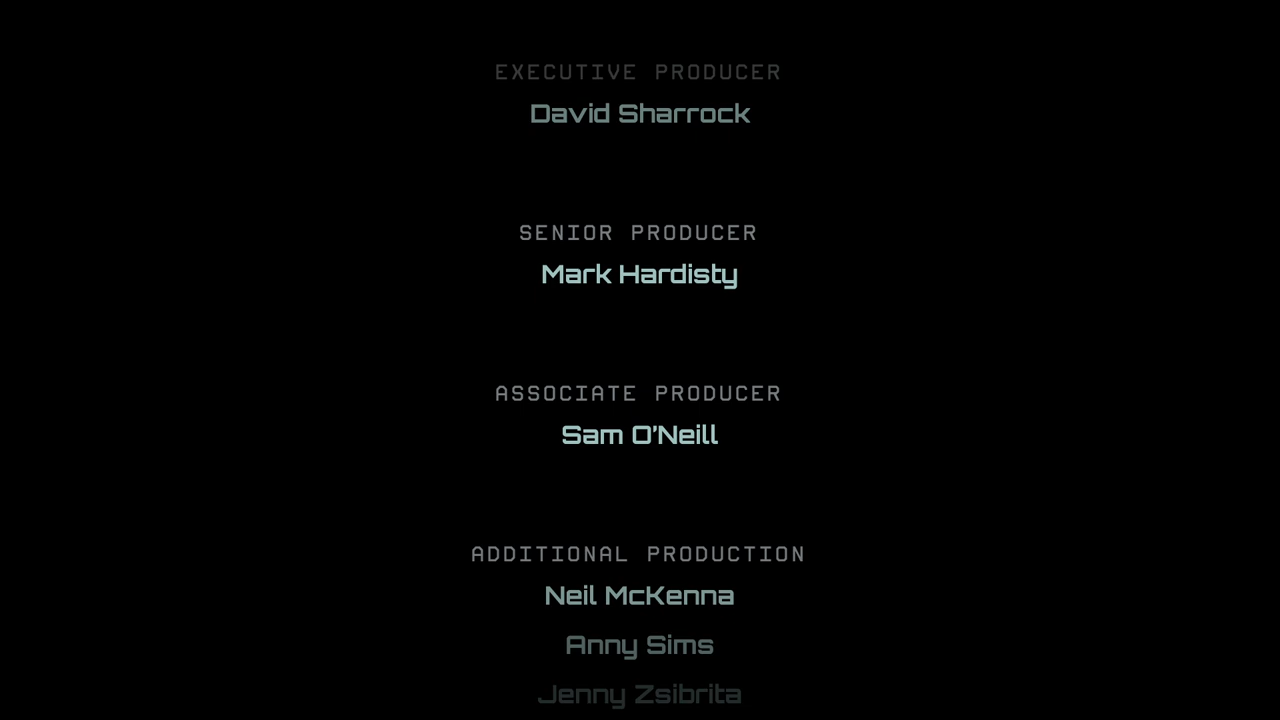 EXECUTIVE PRODUCER
David Sharrock
SENIOR PRODUCER
Mark Hardisty
ASSOCIATE PRODUCER
Sam O'Neill
ADDITIONAL PRODUCTION
Neil McKenna
Anny Sims
Jenny Zsibrita